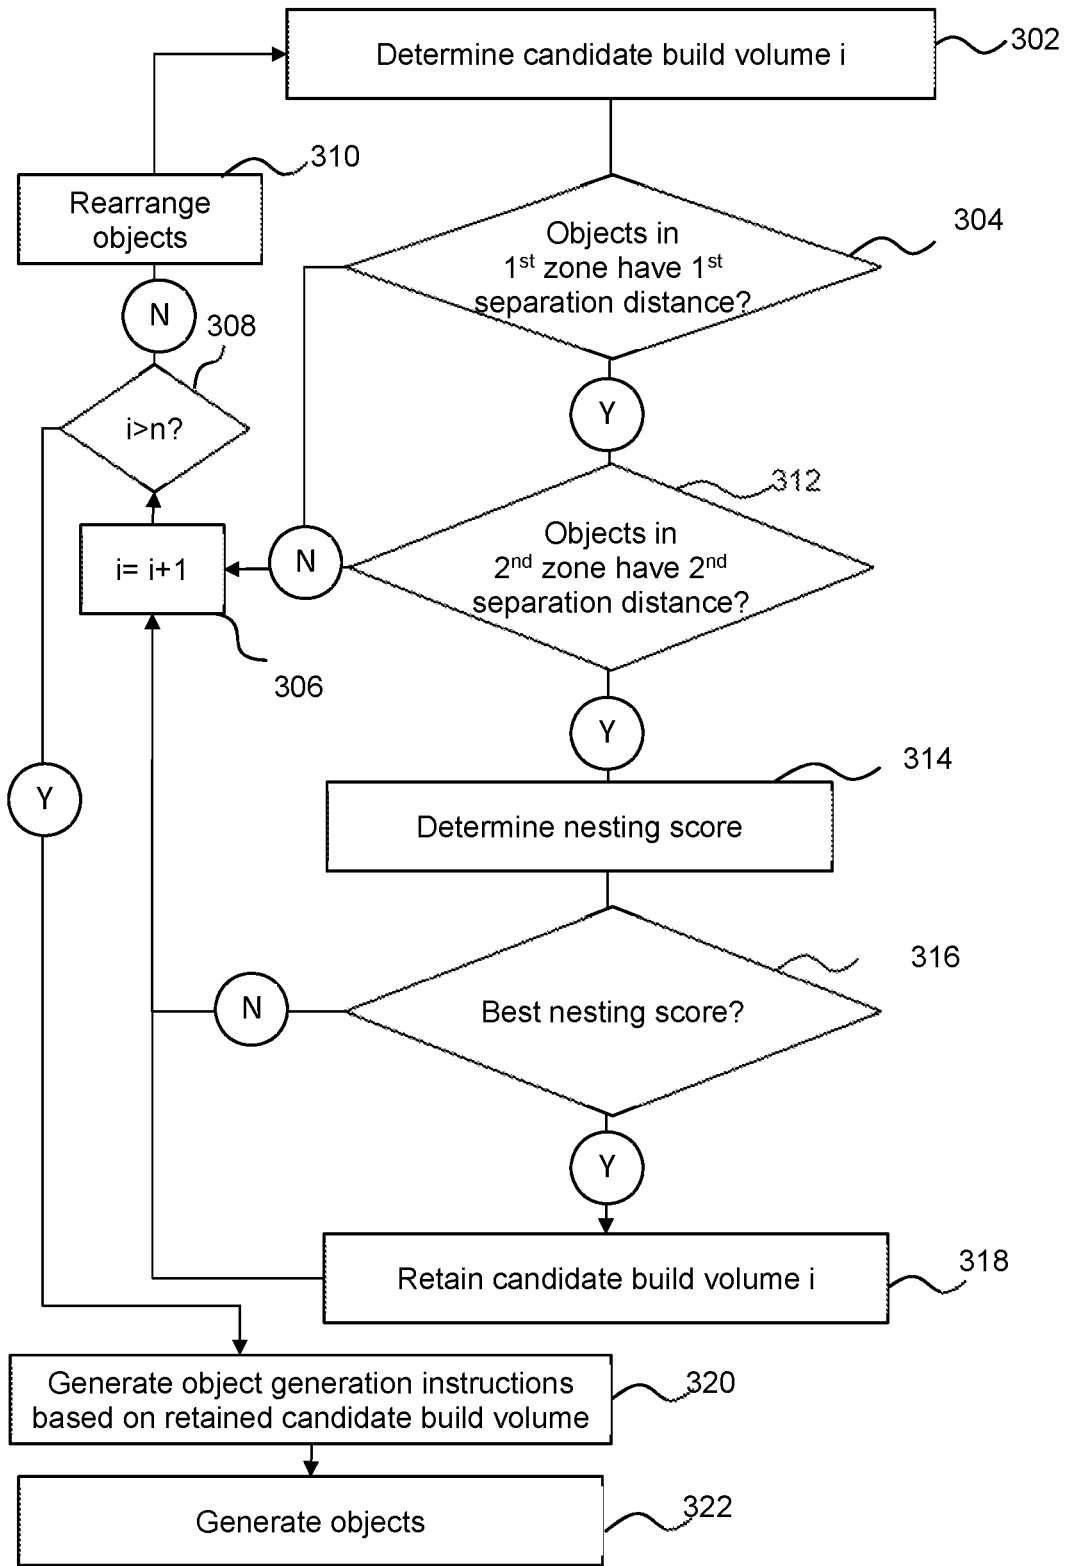 Determine candidate build volume i
302
310
Rearrange
objects
304
Objects in
1st zone have 1st
separation distance?
N
308
i>n?
Y
312
Objects in
2nd zone have 2nd
separation distance?
N
i= i+1
306
Y
Y
314
Determine nesting score
316
Best nesting score?
N
Y
318
Retain candidate build volume i
Generate object generation instructions
based on retained candidate build volume
320
Generate objects
322